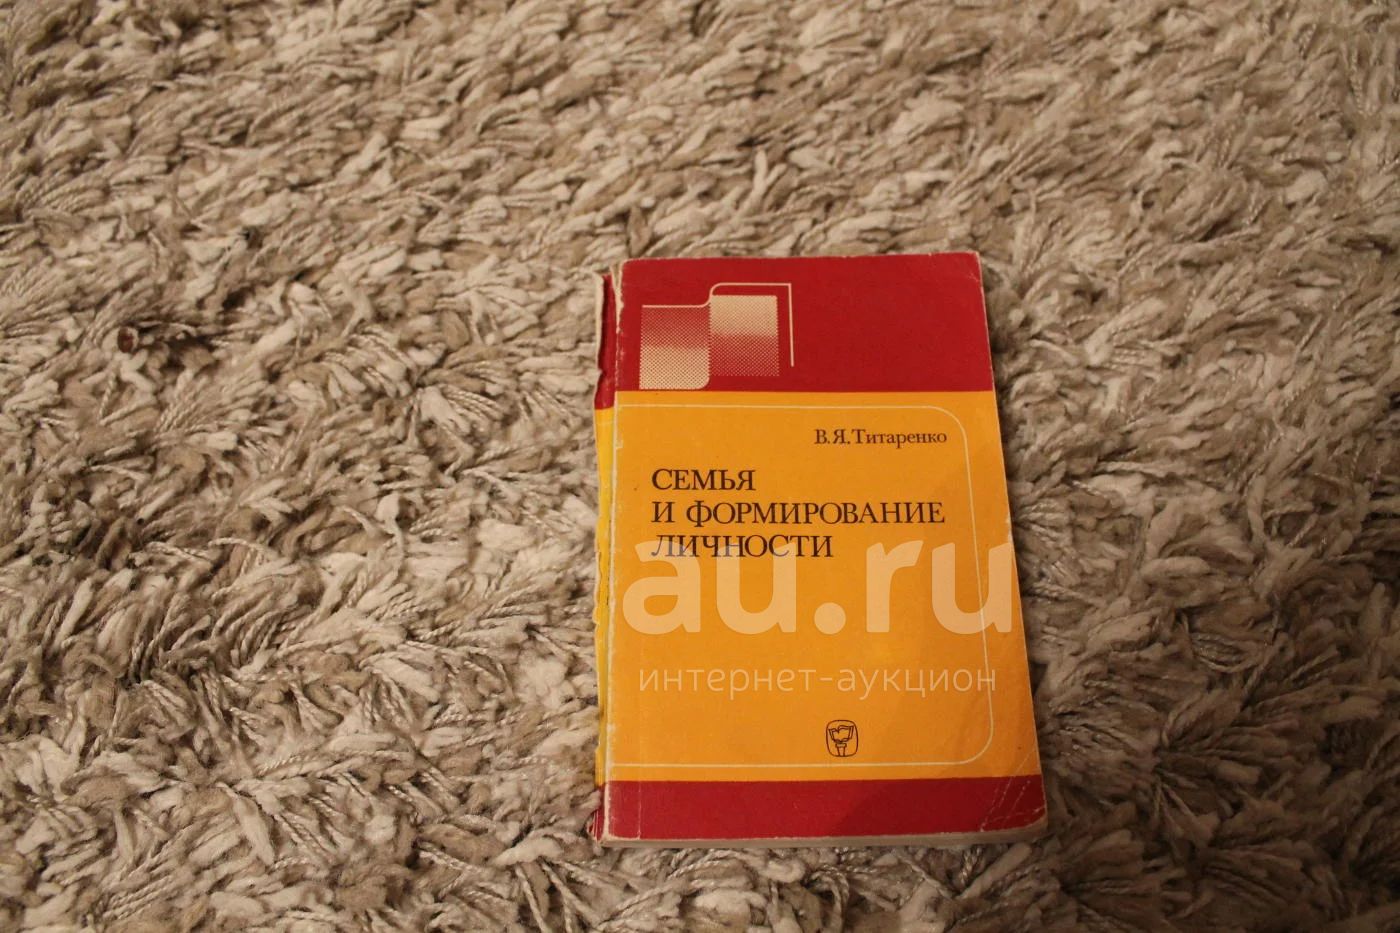 В.Я.Титаренко
СЕМЬЯ
И ФОРМИРОВАНИЕ
ЛИЧНОСТИ
au.ru
интернет-аукцион